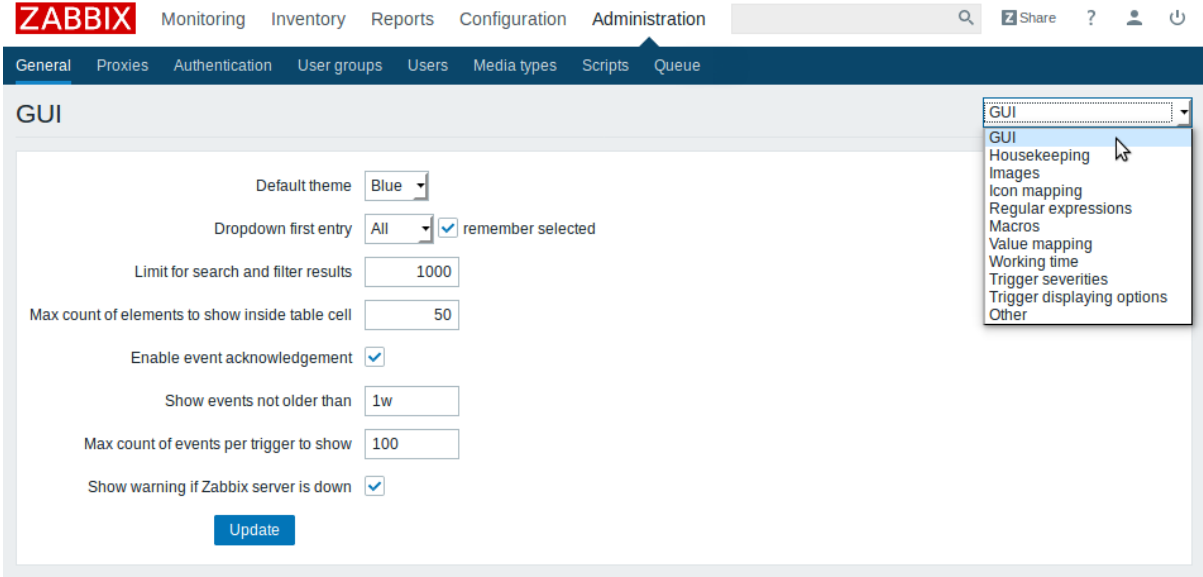 ZABBIX Monitoring Inventory Reports Configuration Administration Z Share ?
General Proxies Authentication User groups Users Media types Scripts Queue
GUI
GUI
GUI
Housekeeping
Images
Icon mapping
Regular expressions
Macros
Value mapping
Working time
Trigger severities
Trigger displaying options
Other
Default theme Blue
Dropdown first entry All remember selected
Limit for search and filter results 1000
Max count of elements to show inside table cell 50
Enable event acknowledgement
Show events not older than 1w
Max count of events per trigger to show 100
Show warning if Zabbix server is down
Update